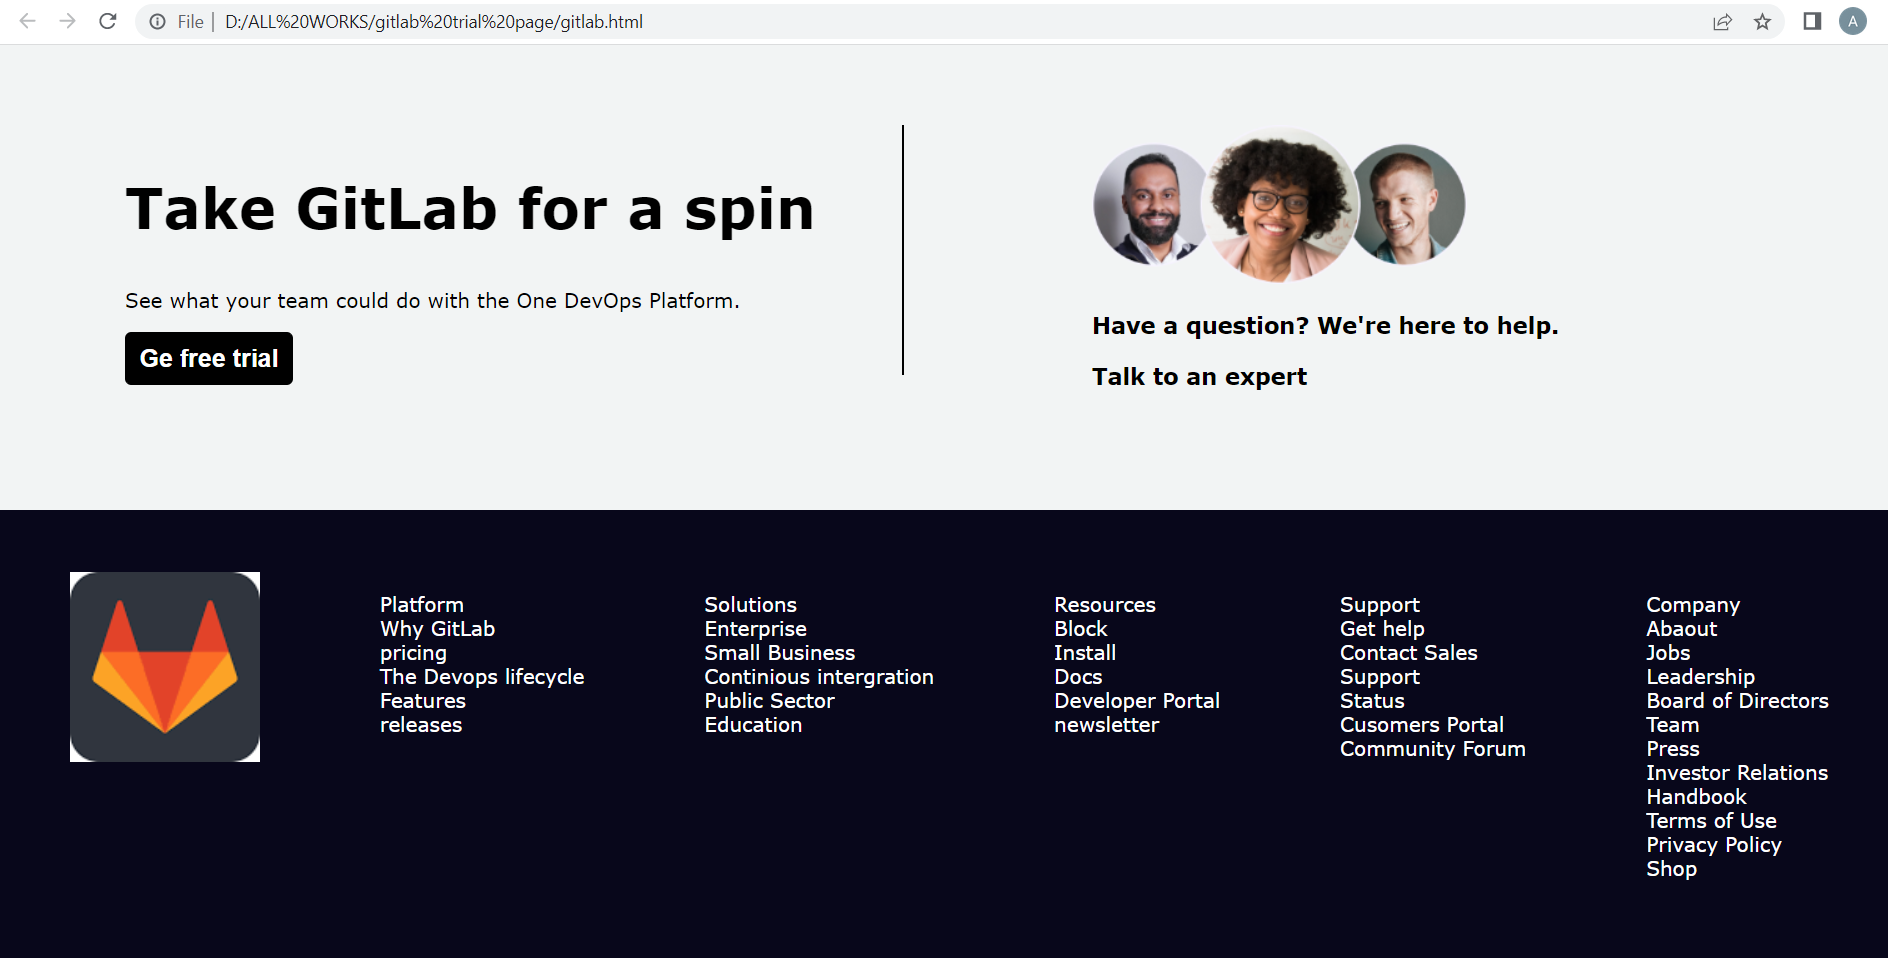 File | D:/ALL%20WORKS/gitlab%20trial%20page/gitlab.html
A
Take GitLab for a spin
See what your team could do with the One DevOps Platform.
Ge free trial
Have a question? We're here to help.
Talk to an expert
Platform
Why GitLab
pricing
The Devops lifecycle
Features
releases
Solutions
Enterprise
Small Business
Continious intergration
Public Sector
Education
Resources
Block
Install
Docs
Developer Portal
newsletter
Support
Get help
Contact Sales
Support
Status
Cusomers Portal
Community Forum
Company
Abaout
Jobs
Leadership
Board of Directors
Team
Press
Investor Relations
Handbook
Terms of Use
Privacy Policy
Shop